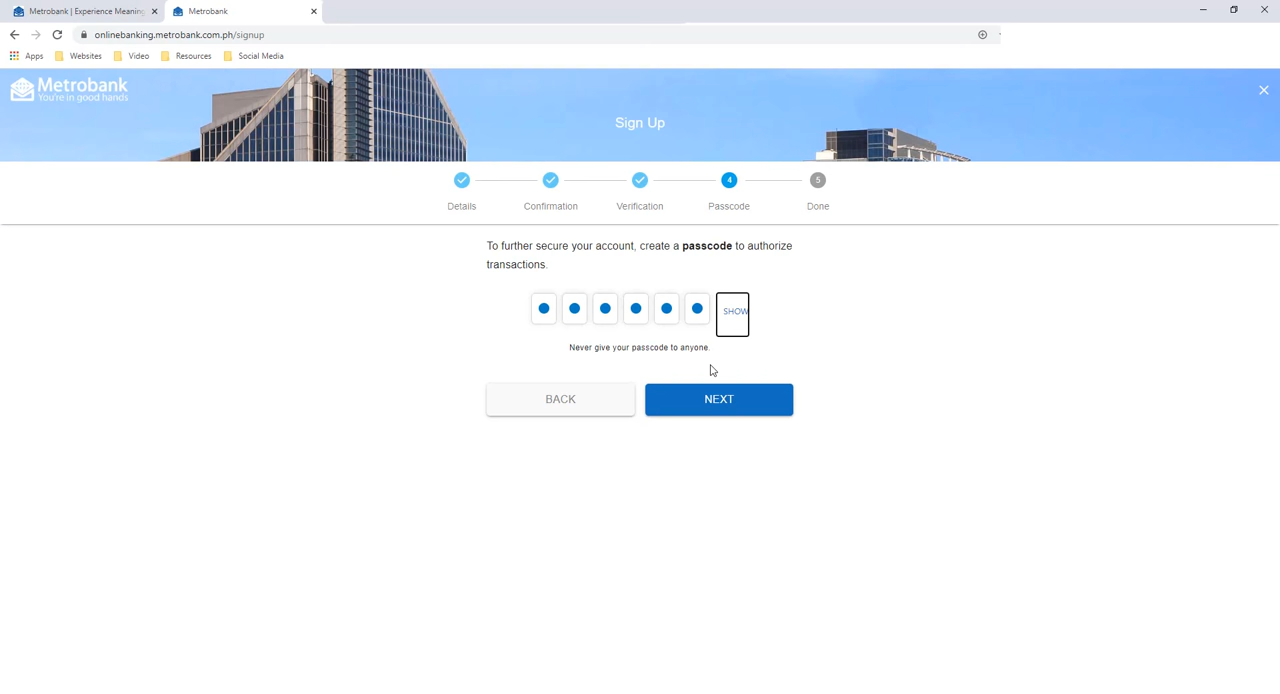 Metrobank | Experience Meaning
Metrobank
onlinebanking.metrobank.com.ph/signup
Apps
Websites
Video
Resources
Social Media
Metrobank
You're in good hands
Sign Up
4
5
Details
Confirmation
Verification
Passcode
Done
To further secure your account, create a passcode to authorize
transactions.
SHOW
Never give your passcode to anyone.
BACK
NEXT